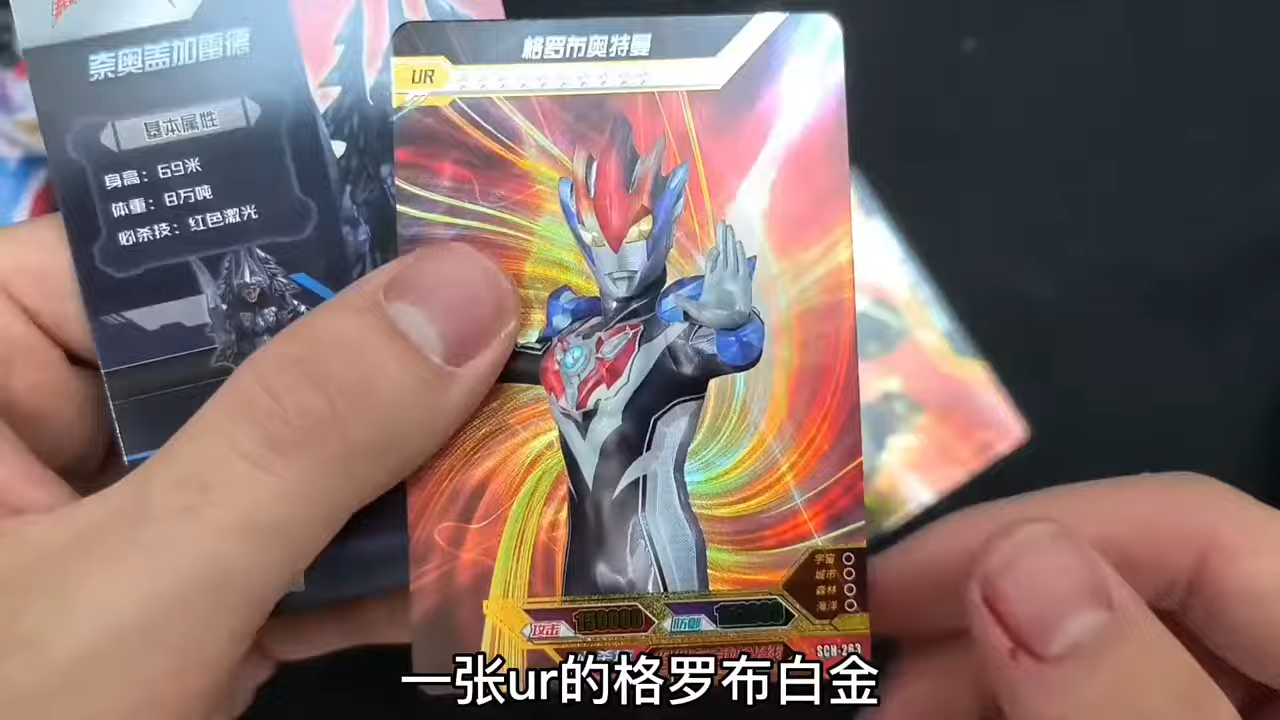 奈奥盖加雷德
基本属性
身高：69米
体重：8万吨
必杀技：红色激光
格罗布奥特曼
UR
宇宙
城市
森林
海洋
攻击 150000
防御
SCH-263
一张ur的格罗布白金